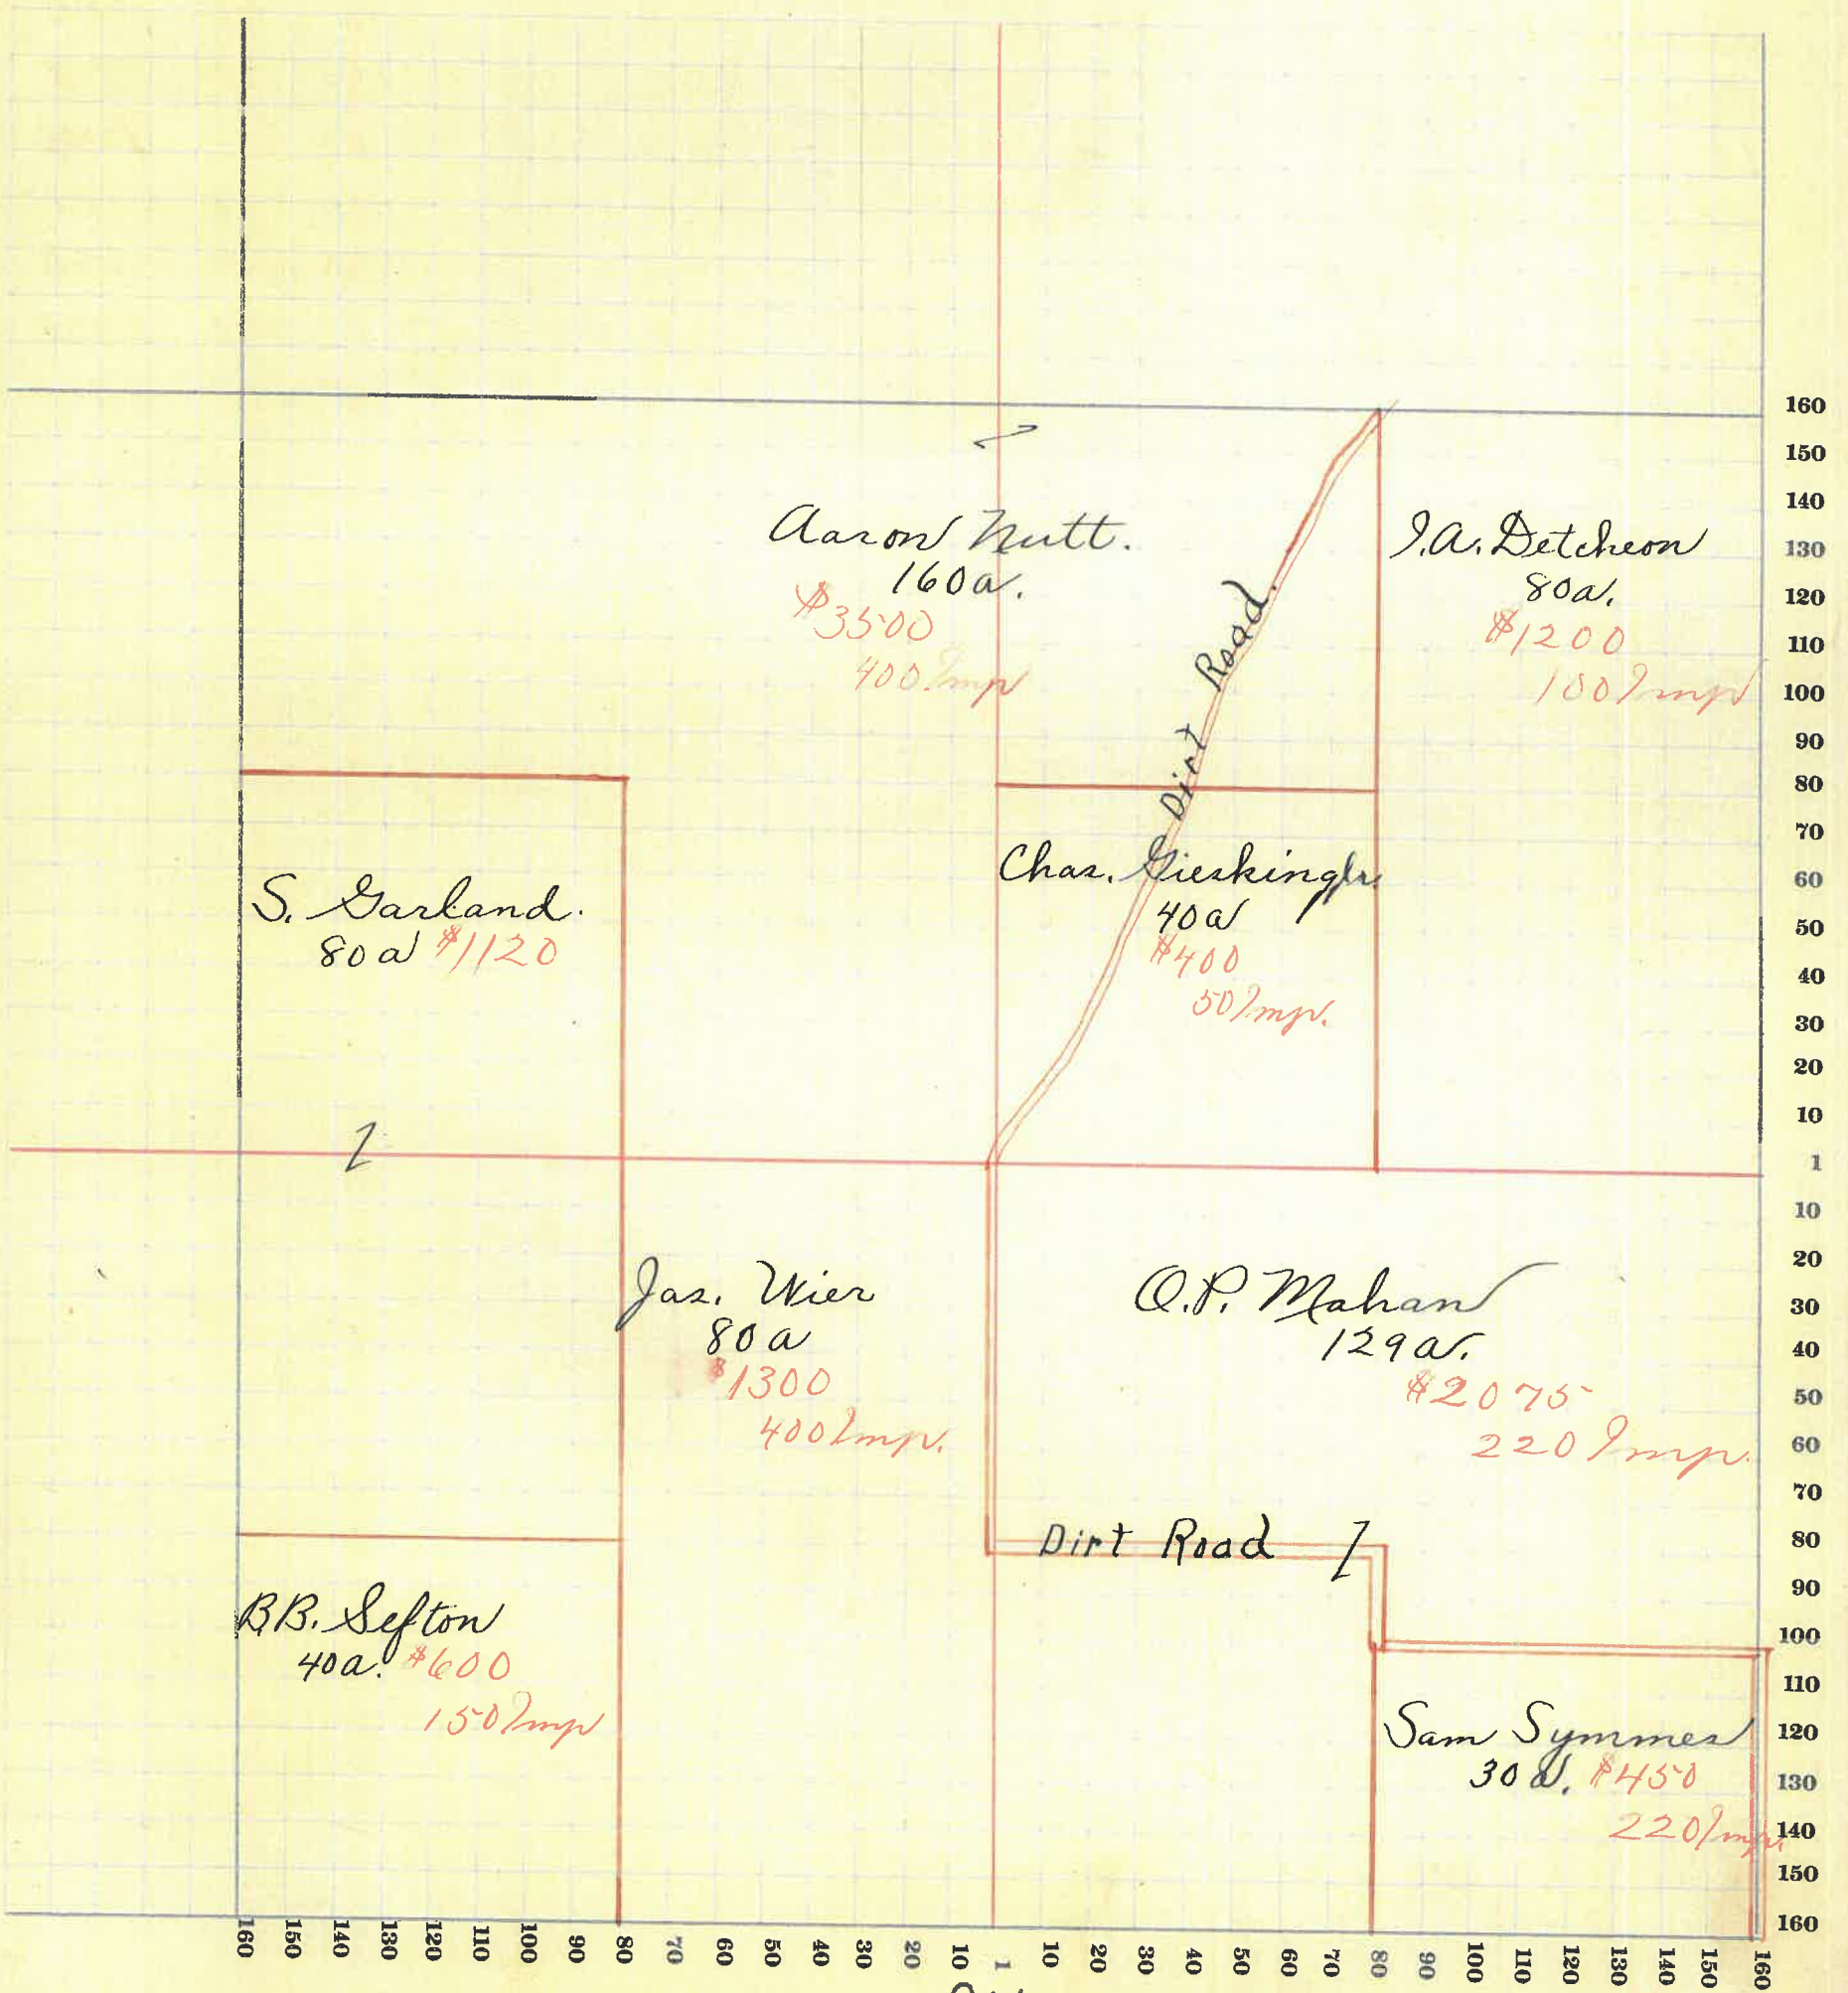 Aaron Nutt.
160a.
$3500
400 Imp
Dirt Road.
I.A. Detcheon
80a.
$1200
100 Imp
S. Garland.
80a $1120
Chas. Gieskingsr.
40a
$400
50 Imp.
Jas. Wier
80a
$1300
400 Imp.
O.P. Mahan
129a.
$2075
220 Imp.
Dirt Road
B.B. Sefton
40a. $600
150 Imp
Sam Symmes
30a. $450
220 Imp.
160
150
140
130
120
110
100
90
80
70
60
50
40
30
20
10
1
10
20
30
40
50
60
70
80
90
100
110
120
130
140
150
160
160 150 140 130 120 110 100 90 80 70 60 50 40 30 20 10 1 10 20 30 40 50 60 70 80 90 100 110 120 130 140 150 160